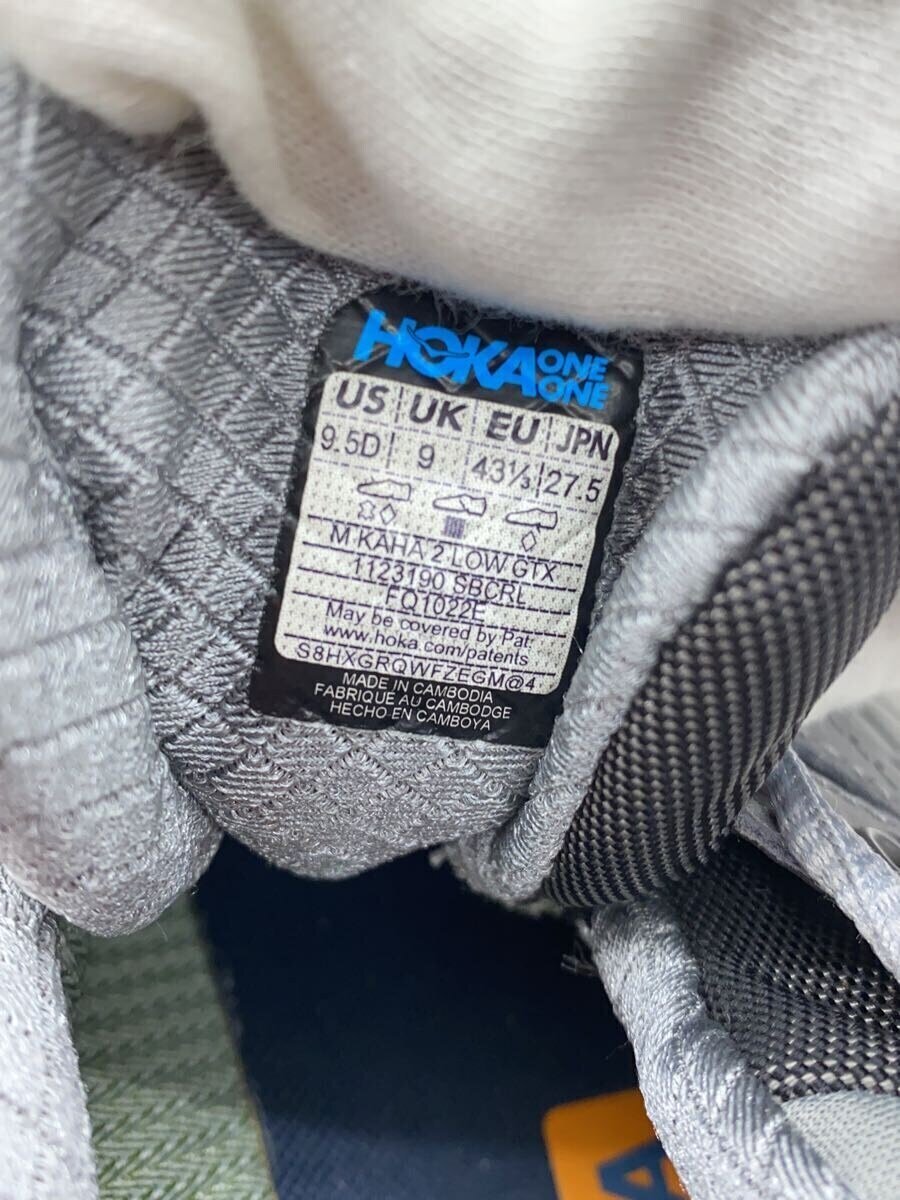 HOKA ONE ONE
US UK EU JPN
9.5D 9 43⅓ 27.5
M KAHA 2 LOW GTX
1123190 SBCRL
FQ1022E
May be covered by Pat:
www.hoka.com/patents
S8HXGRQWFZEGM@4
MADE IN CAMBODIA
FABRIQUE AU CAMBODGE
HECHO EN CAMBOYA